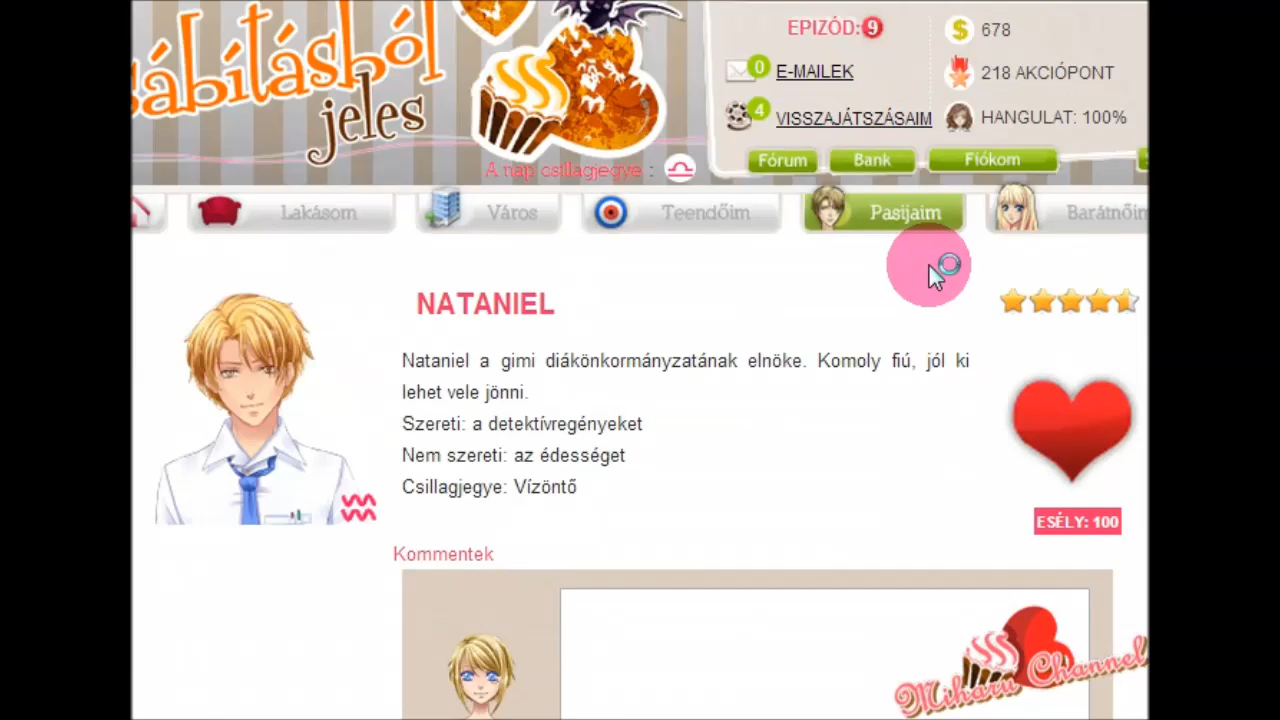 sábításból
jeles
EPIZÓD: 9
678
0 E-MAILEK
218 AKCIÓPONT
4 VISSZAJÁTSZÁSAIM
HANGULAT: 100%
Fórum Bank Fiókom
A nap csillagjegye :
Lakásom Város Teendőim Pasijaim Barátnőim
NATANIEL
Nataniel a gimi diákönkormányzatának elnöke. Komoly fiú, jól ki
lehet vele jönni.
Szereti: a detektívregényeket
Nem szereti: az édességet
Csillagjegye: Vízöntő
ESÉLY: 100
Kommentek
Miharu Channel